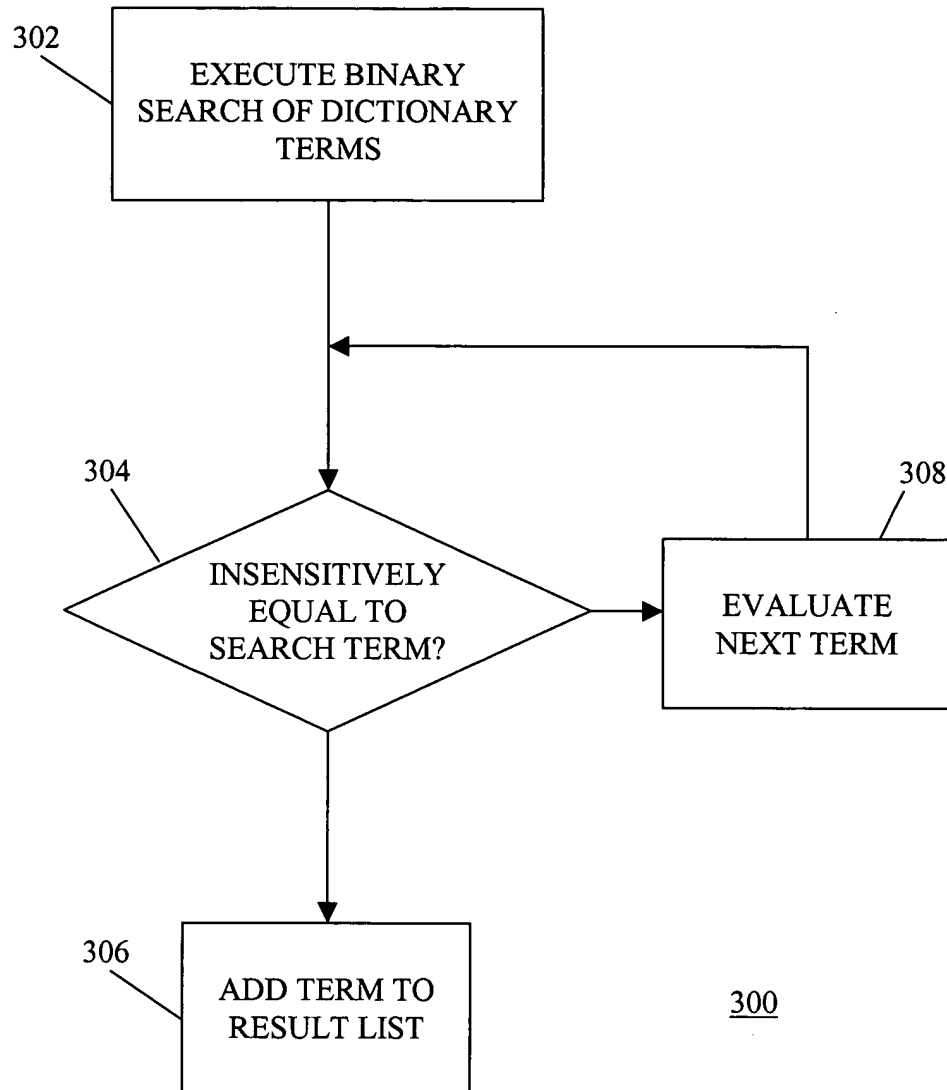 302
EXECUTE BINARY
SEARCH OF DICTIONARY
TERMS
304
INSENSITIVELY
EQUAL TO
SEARCH TERM?
308
EVALUATE
NEXT TERM
306
ADD TERM TO
RESULT LIST
300